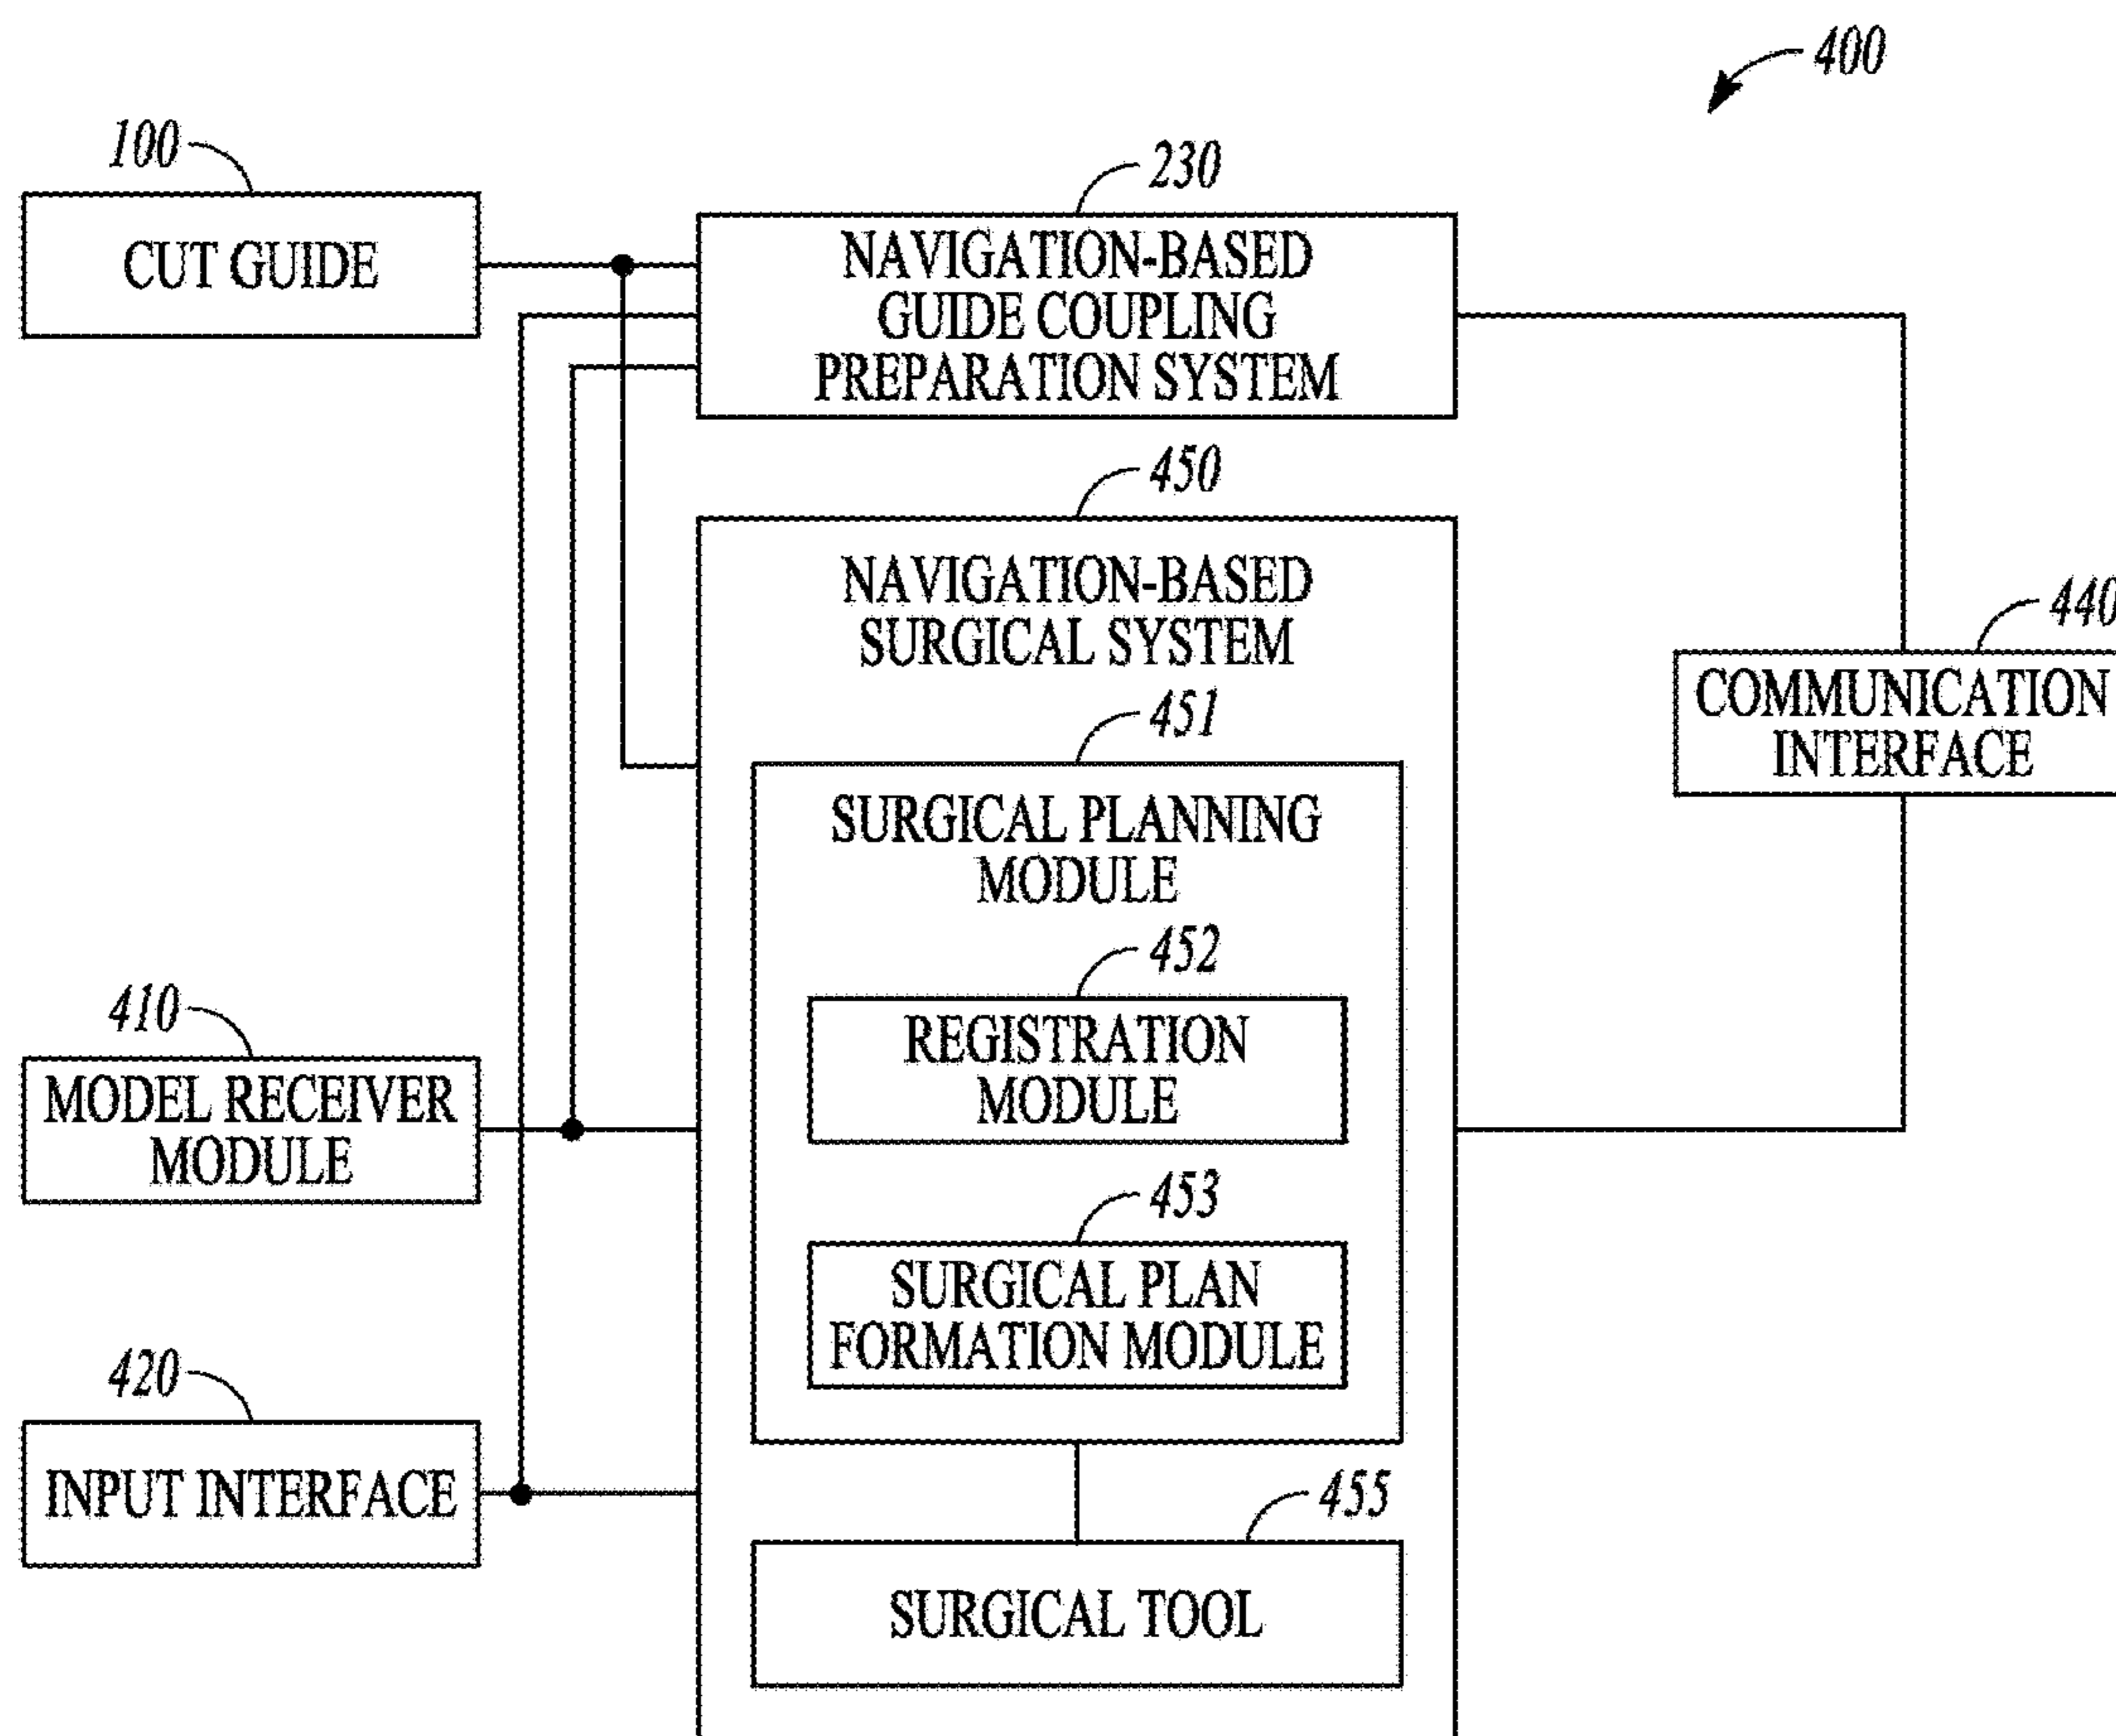 400
100
CUT GUIDE
230
NAVIGATION-BASED
GUIDE COUPLING
PREPARATION SYSTEM
450
NAVIGATION-BASED
SURGICAL SYSTEM
440
COMMUNICATION
INTERFACE
451
SURGICAL PLANNING
MODULE
452
REGISTRATION
MODULE
410
MODEL RECEIVER
MODULE
453
SURGICAL PLAN
FORMATION MODULE
420
INPUT INTERFACE
455
SURGICAL TOOL